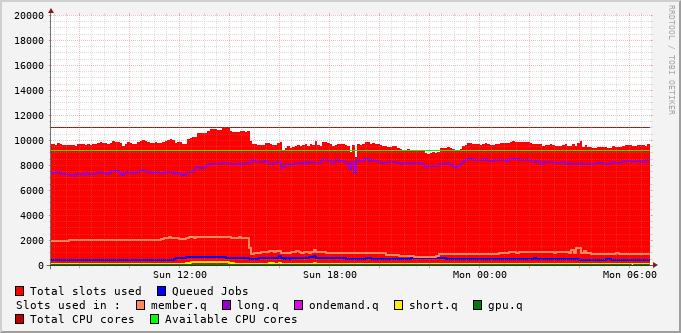 20000
18000
16000
14000
12000
10000
8000
6000
4000
2000
0
Sun 12:00 Sun 18:00 Mon 00:00 Mon 06:00
Total slots used Queued Jobs
Slots used in : member.q long.q ondemand.q short.q gpu.q
Total CPU cores Available CPU cores
RRDTOOL / TOBI OETIKER